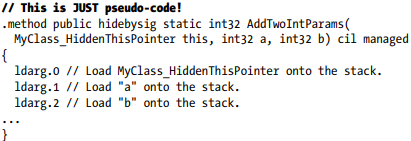 // This is JUST pseudo-code!
.method public hidebysig static int32 AddTwoIntParams(
  MyClass_HiddenThisPointer this, int32 a, int32 b) cil managed
{
  ldarg.0 // Load MyClass_HiddenThisPointer onto the stack.
  ldarg.1 // Load "a" onto the stack.
  ldarg.2 // Load "b" onto the stack.
...
}